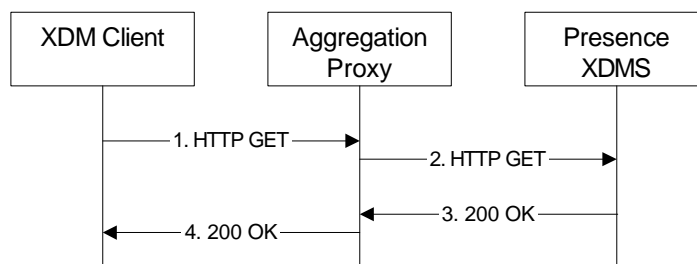 XDM Client
Aggregation
Proxy
Presence
XDMS
1. HTTP GET
2. HTTP GET
3. 200 OK
4. 200 OK